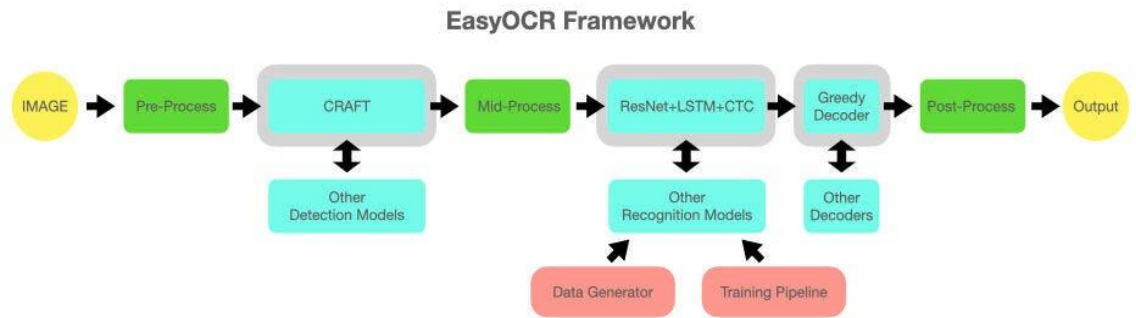 EasyOCR Framework
IMAGE
Pre-Process
CRAFT
Mid-Process
ResNet+LSTM+CTC
Greedy
Decoder
Post-Process
Output
Other
Detection Models
Other
Recognition Models
Other
Decoders
Data Generator
Training Pipeline